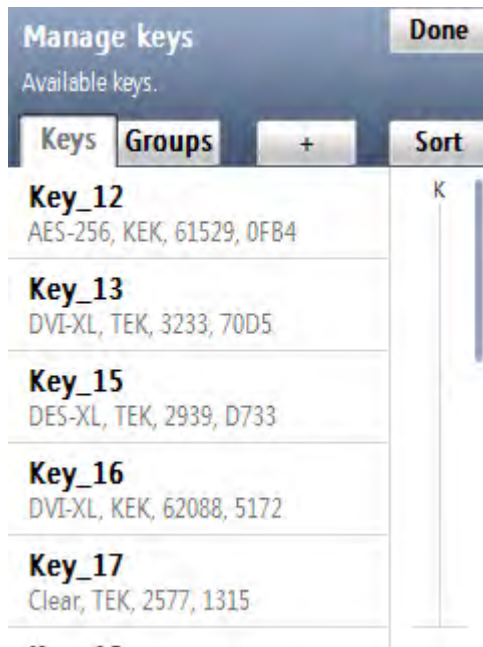 Manage keys
Done
Available keys.
Keys
Groups
+
Sort
Key_12
AES-256, KEK, 61529, 0FB4
K
Key_13
DVI-XL, TEK, 3233, 70D5
Key_15
DES-XL, TEK, 2939, D733
Key_16
DVI-XL, KEK, 62088, 5172
Key_17
Clear, TEK, 2577, 1315